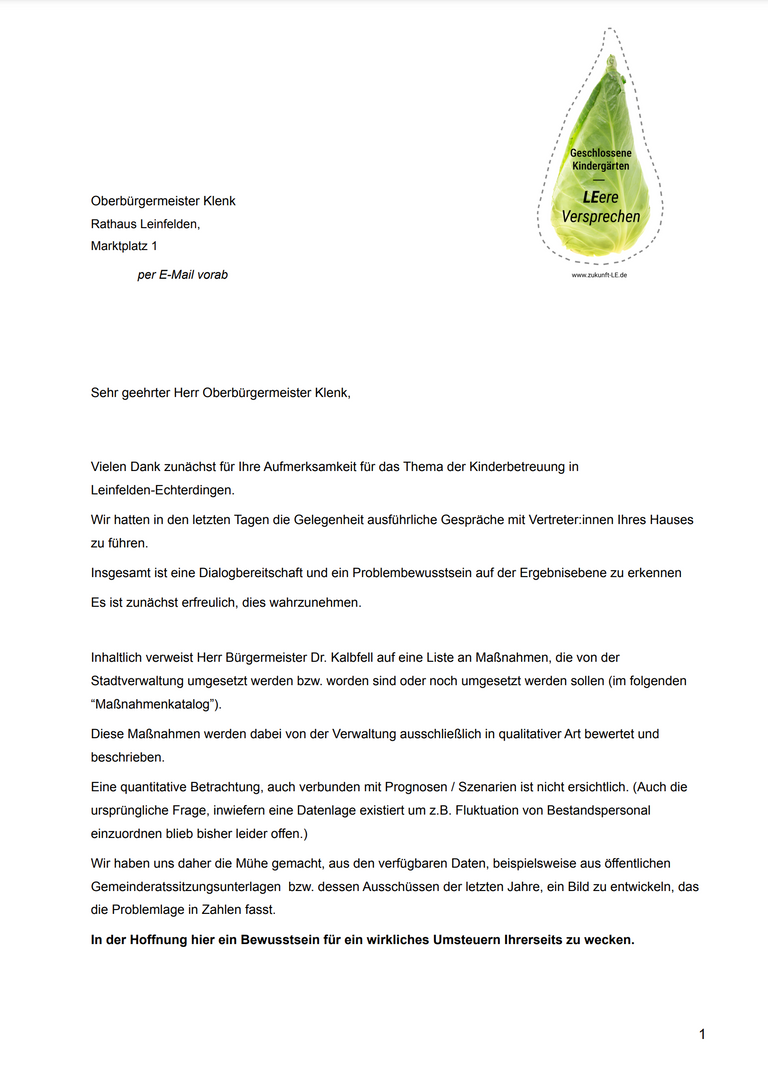 Geschlossene
Kindergärten
—
LEere
Versprechen
www.zukunft-LE.de
Oberbürgermeister Klenk
Rathaus Leinfelden,
Marktplatz 1
per E-Mail vorab
Sehr geehrter Herr Oberbürgermeister Klenk,
Vielen Dank zunächst für Ihre Aufmerksamkeit für das Thema der Kinderbetreuung in
Leinfelden-Echterdingen.
Wir hatten in den letzten Tagen die Gelegenheit ausführliche Gespräche mit Vertreter:innen Ihres Hauses
zu führen.
Insgesamt ist eine Dialogbereitschaft und ein Problembewusstsein auf der Ergebnisebene zu erkennen
Es ist zunächst erfreulich, dies wahrzunehmen.
Inhaltlich verweist Herr Bürgermeister Dr. Kalbfell auf eine Liste an Maßnahmen, die von der
Stadtverwaltung umgesetzt werden bzw. worden sind oder noch umgesetzt werden sollen (im folgenden
“Maßnahmenkatalog”).
Diese Maßnahmen werden dabei von der Verwaltung ausschließlich in qualitativer Art bewertet und
beschrieben.
Eine quantitative Betrachtung, auch verbunden mit Prognosen / Szenarien ist nicht ersichtlich. (Auch die
ursprüngliche Frage, inwiefern eine Datenlage existiert um z.B. Fluktuation von Bestandspersonal
einzuordnen blieb bisher leider offen.)
Wir haben uns daher die Mühe gemacht, aus den verfügbaren Daten, beispielsweise aus öffentlichen
Gemeinderatssitzungsunterlagen  bzw. dessen Ausschüssen der letzten Jahre, ein Bild zu entwickeln, das
die Problemlage in Zahlen fasst.
In der Hoffnung hier ein Bewusstsein für ein wirkliches Umsteuern Ihrerseits zu wecken.
1